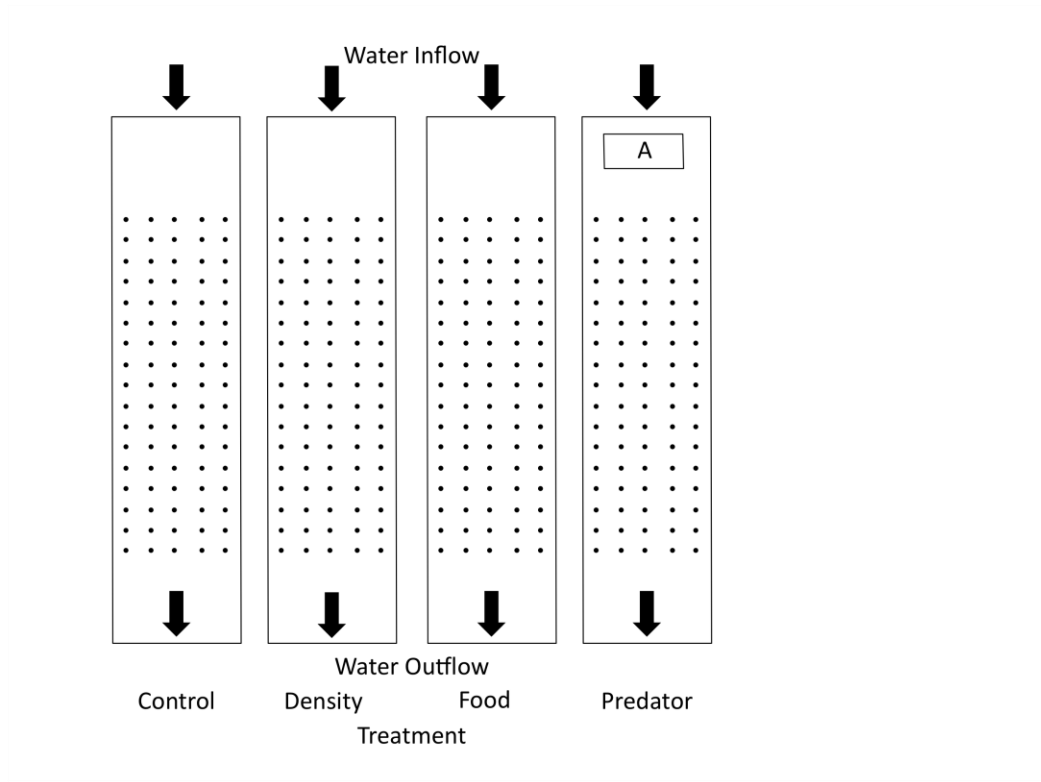 Water Inflow
A
Water Outflow
Control Density Food Predator
Treatment